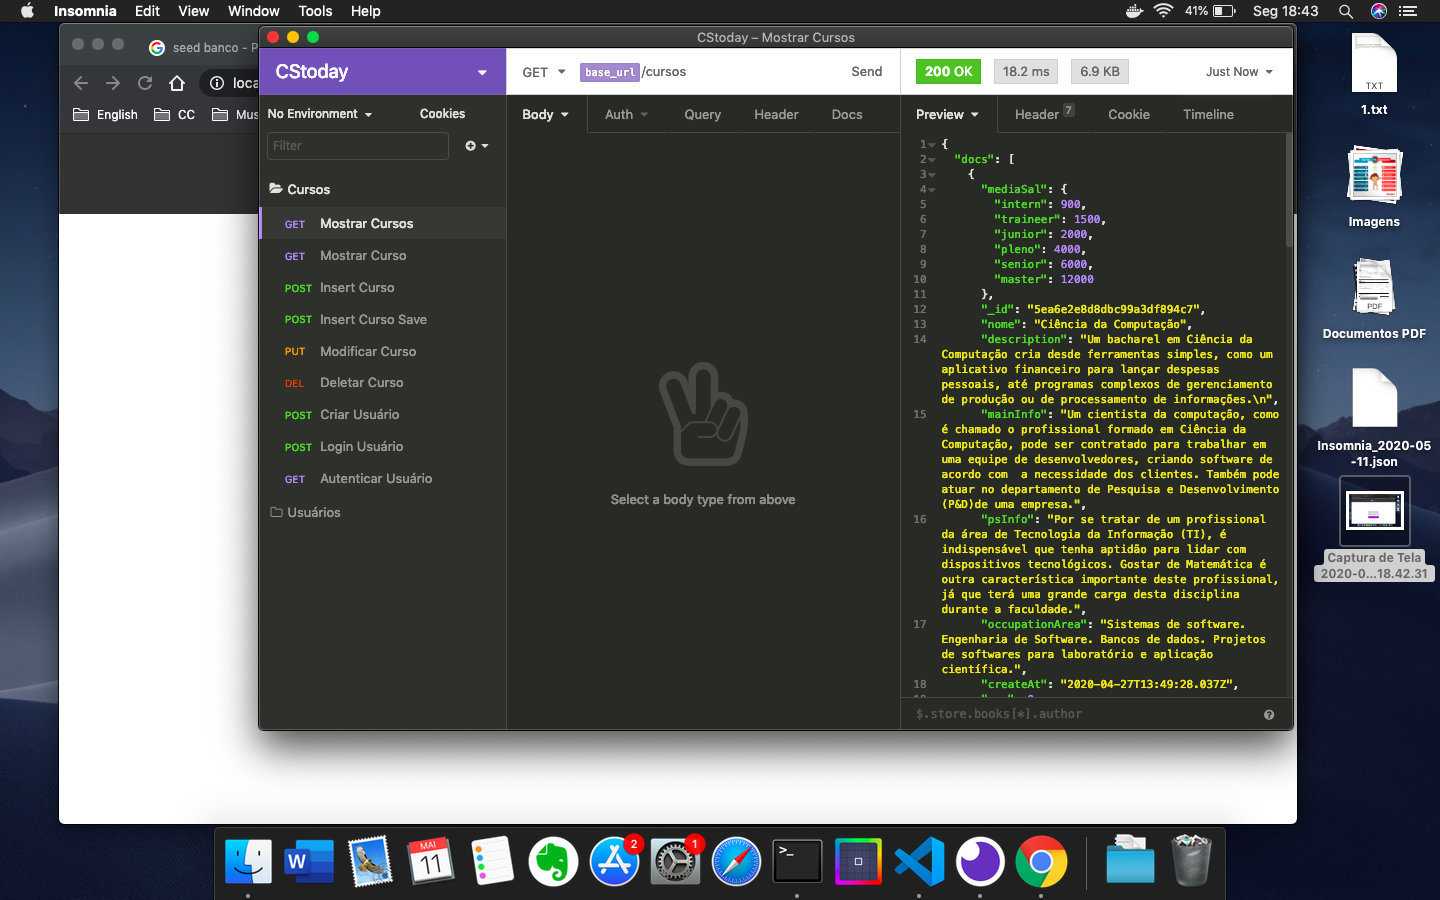 Insomnia Edit View Window Tools Help
41% Seg 18:43
seed banco - P
loca
English CC Mus
CStoday – Mostrar Cursos
CStoday
GET base_url /cursos Send
200 OK 18.2 ms 6.9 KB Just Now
No Environment Cookies
Body Auth Query Header Docs
Preview Header 7 Cookie Timeline
Filter
Cursos
GET Mostrar Cursos
GET Mostrar Curso
POST Insert Curso
POST Insert Curso Save
PUT Modificar Curso
DEL Deletar Curso
POST Criar Usuário
POST Login Usuário
GET Autenticar Usuário
Usuários
Select a body type from above
1 {
2 "docs": [
3 {
4 "mediaSal": {
5 "intern": 900,
6 "traineer": 1500,
7 "junior": 2000,
8 "pleno": 4000,
9 "senior": 6000,
10 "master": 12000
11 },
12 "_id": "5ea6e2e8d8dbc99a3df894c7",
13 "nome": "Ciência da Computação",
14 "description": "Um bacharel em Ciência da
Computação cria desde ferramentas simples, como um
aplicativo financeiro para lançar despesas
pessoais, até programas complexos de gerenciamento
de produção ou de processamento de informações.\n",
15 "mainInfo": "Um cientista da computação, como
é chamado o profissional formado em Ciência da
Computação, pode ser contratado para trabalhar em
uma equipe de desenvolvedores, criando software de
acordo com  a necessidade dos clientes. Também pode
atuar no departamento de Pesquisa e Desenvolvimento
(P&D)de uma empresa.",
16 "psInfo": "Por se tratar de um profissional
da área de Tecnologia da Informação (TI), é
indispensável que tenha aptidão para lidar com
dispositivos tecnológicos. Gostar de Matemática é
outra característica importante deste profissional,
já que terá uma grande carga desta disciplina
durante a faculdade.",
17 "occupationArea": "Sistemas de software.
Engenharia de Software. Bancos de dados. Projetos
de softwares para laboratório e aplicação
científica.",
18 "createAt": "2020-04-27T13:49:28.037Z",
$.store.books[*].author
TXT
1.txt
Imagens
PDF
Documentos PDF
Insomnia_2020-05
-11.json
Captura de Tela
2020-0...18.42.31
W
MAI
11
2
1
>_